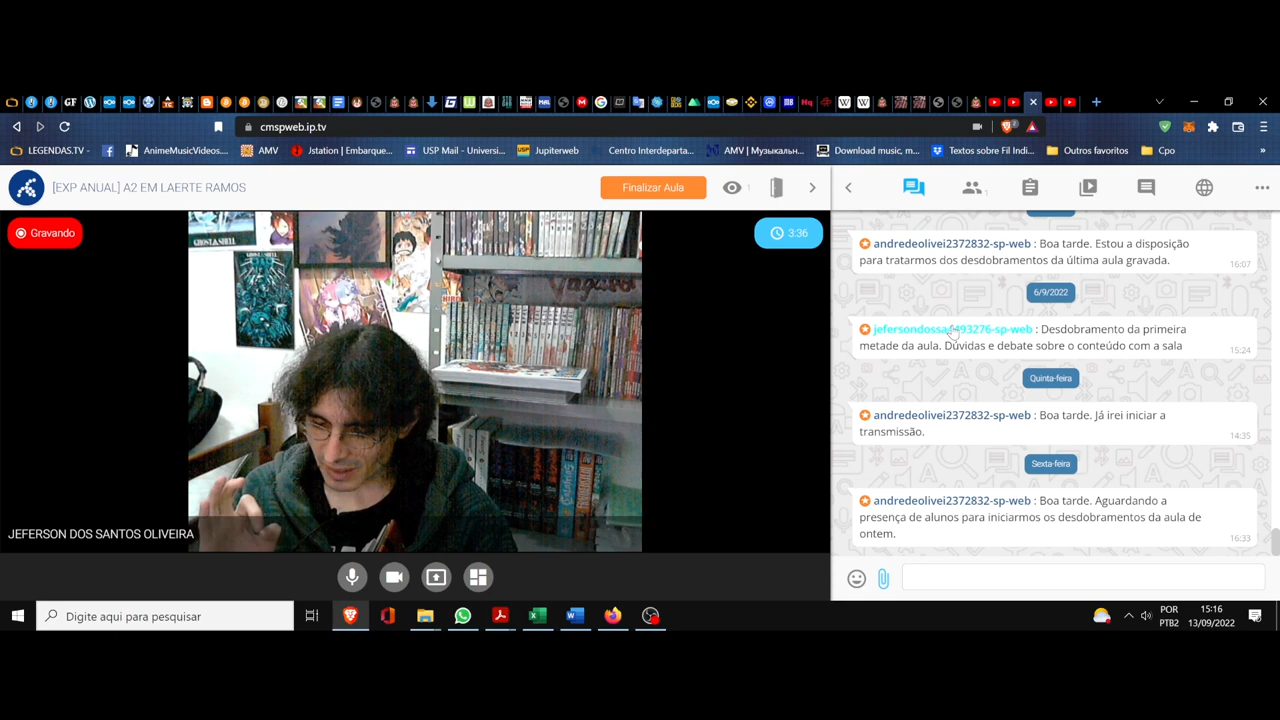 cmspweb.ip.tv
2
LEGENDAS.TV -
AnimeMusicVideos....
AMV
Jstation | Embarque...
USP Mail - Universi...
Jupiterweb
Centro Interdeparta...
AMV | Музыкальн...
Download music, m...
Textos sobre Fil Indi...
Outros favoritos
Cpo
»
[EXP ANUAL] A2 EM LAERTE RAMOS
Finalizar Aula
1
1
Gravando
3:36
JEFERSON DOS SANTOS OLIVEIRA
andredeolivei2372832-sp-web : Boa tarde. Estou a disposição
para tratarmos dos desdobramentos da última aula gravada.
16:07
6/9/2022
: Desdobramento da primeira
metade da aula. Dúvidas e debate sobre o conteúdo com a sala
15:24
Quinta-feira
andredeolivei2372832-sp-web : Boa tarde. Já irei iniciar a
transmissão.
14:35
Sexta-feira
andredeolivei2372832-sp-web : Boa tarde. Aguardando a
presença de alunos para iniciarmos os desdobramentos da aula de
ontem.
16:33
Digite aqui para pesquisar
POR
PTB2
15:16
13/09/2022